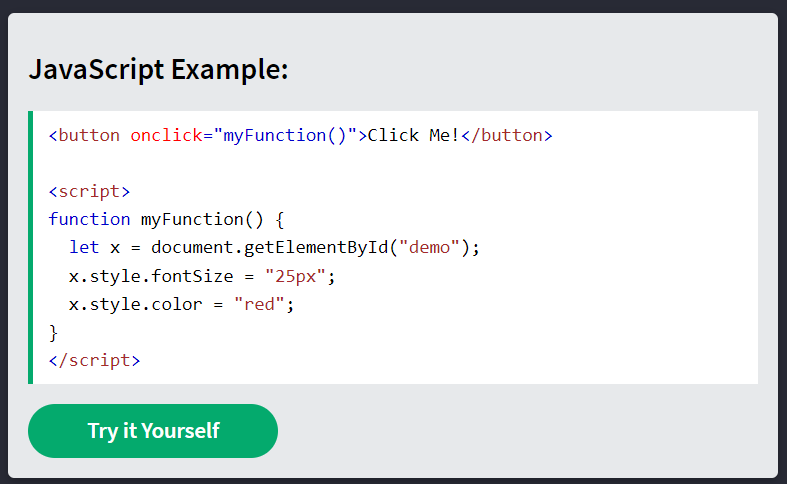 JavaScript Example:
<button onclick="myFunction()">Click Me!</button>
<script>
function myFunction() {
  let x = document.getElementById("demo");
  x.style.fontSize = "25px";
  x.style.color = "red";
}
</script>
Try it Yourself